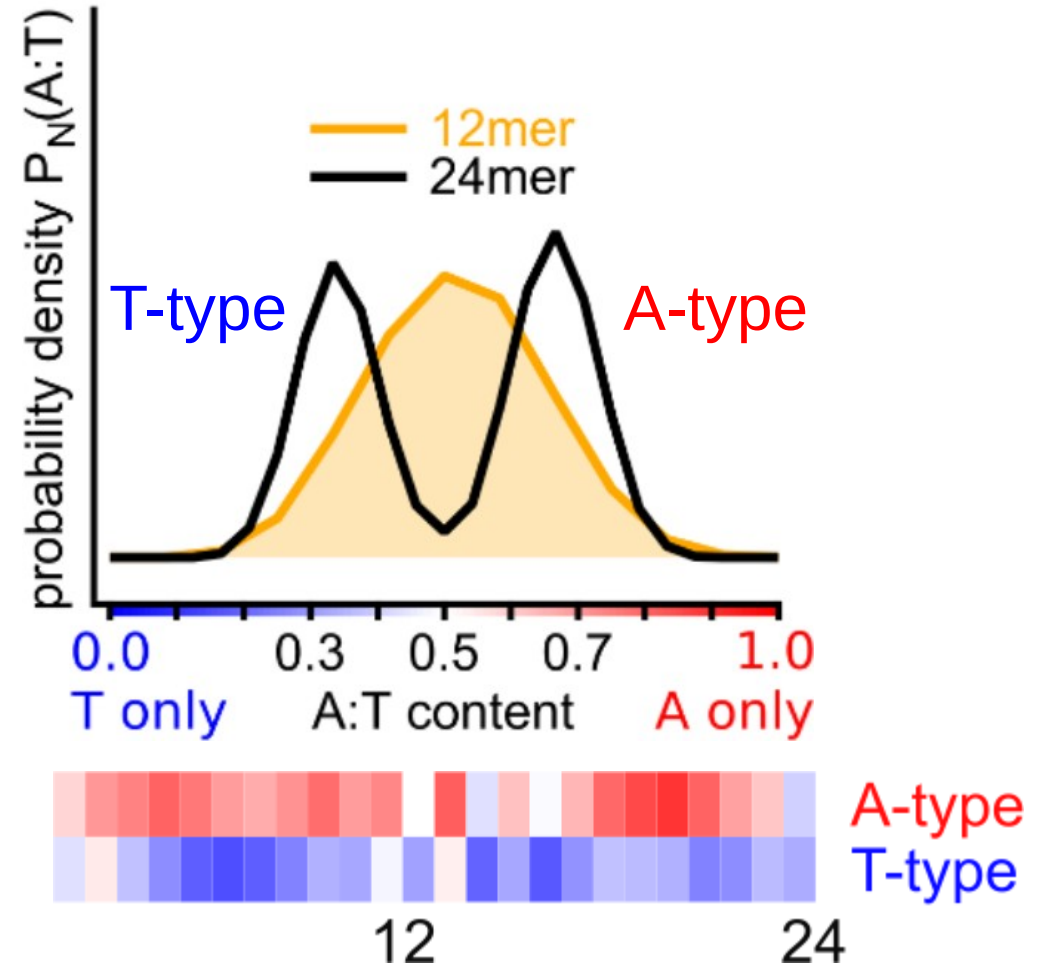 probability density P_N(A:T)
12mer
24mer
T-type
A-type
0.0 0.3 0.5 0.7 1.0
T only A:T content A only
A-type
T-type
12 24